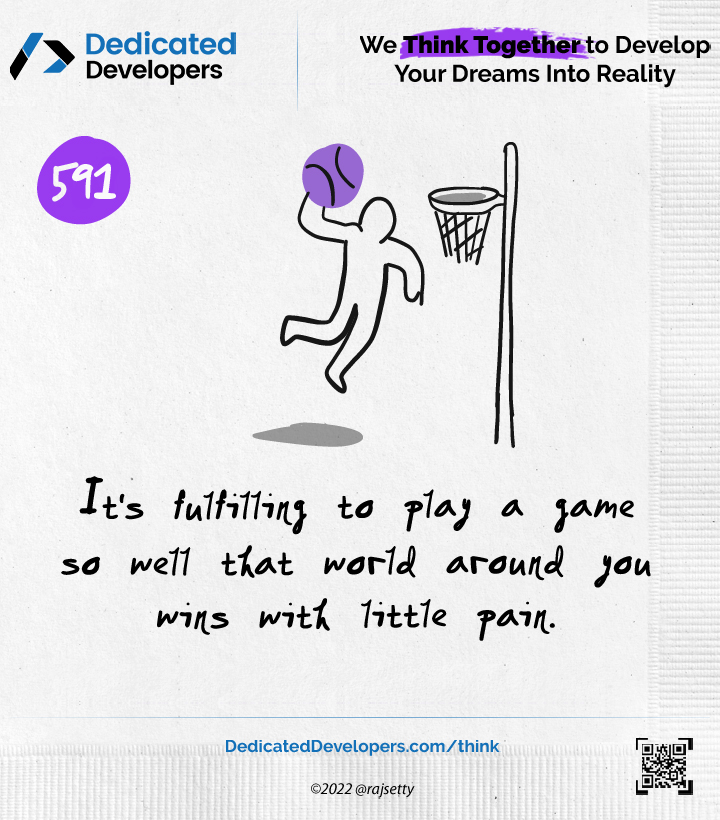 Dedicated
Developers
We Think Together to Develop
Your Dreams Into Reality
591
It's fulfilling to play a game
so well that world around you
wins with little pain.
DedicatedDevelopers.com/think
©2022 @rajsetty